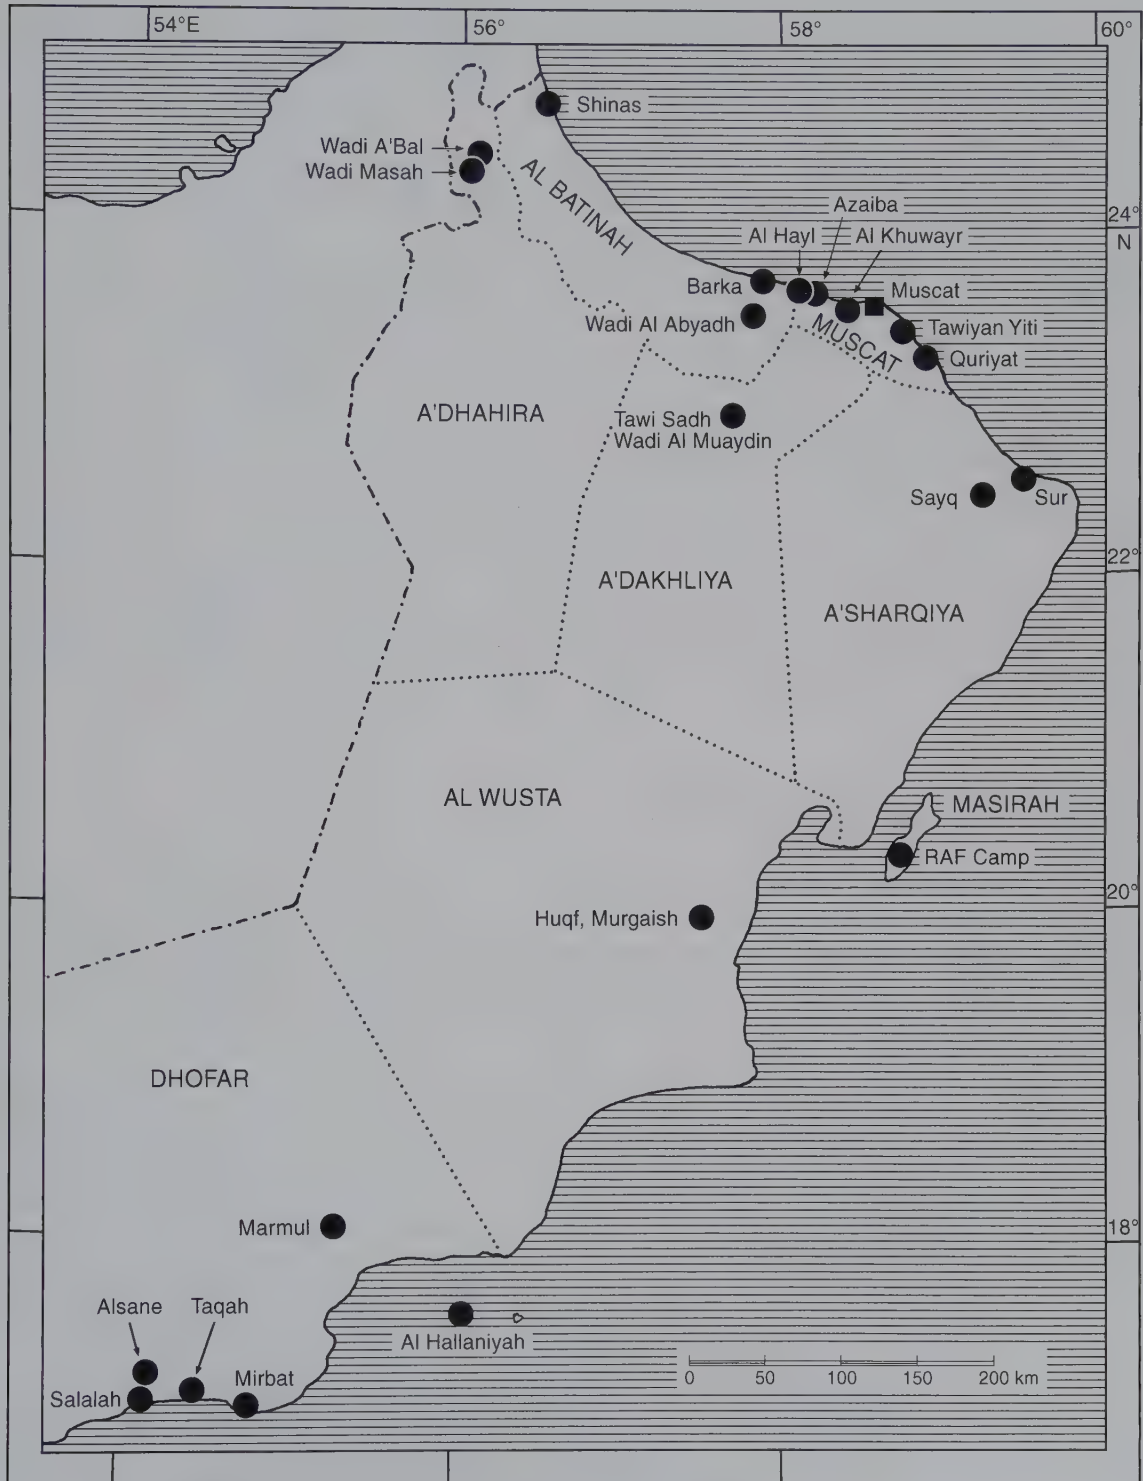 54°E
56°
58°
60°
Shinas
Wadi A'Bal
Wadi Masah
AL BATINAH
Azaiba
24°
N
Al Hayl
Al Khuwayr
Barka
Muscat
Wadi Al Abyadh
MUSCAT
Tawiyan Yiti
Quriyat
A'DHAHIRA
Tawi Sadh
Wadi Al Muaydin
Sayq
Sur
22°
A'DAKHLIYA
A'SHARQIYA
AL WUSTA
MASIRAH
RAF Camp
20°
Huqf, Murgaish
DHOFAR
Marmul
18°
Alsane
Taqah
Al Hallaniyah
Mirbat
Salalah
0 50 100 150 200 km